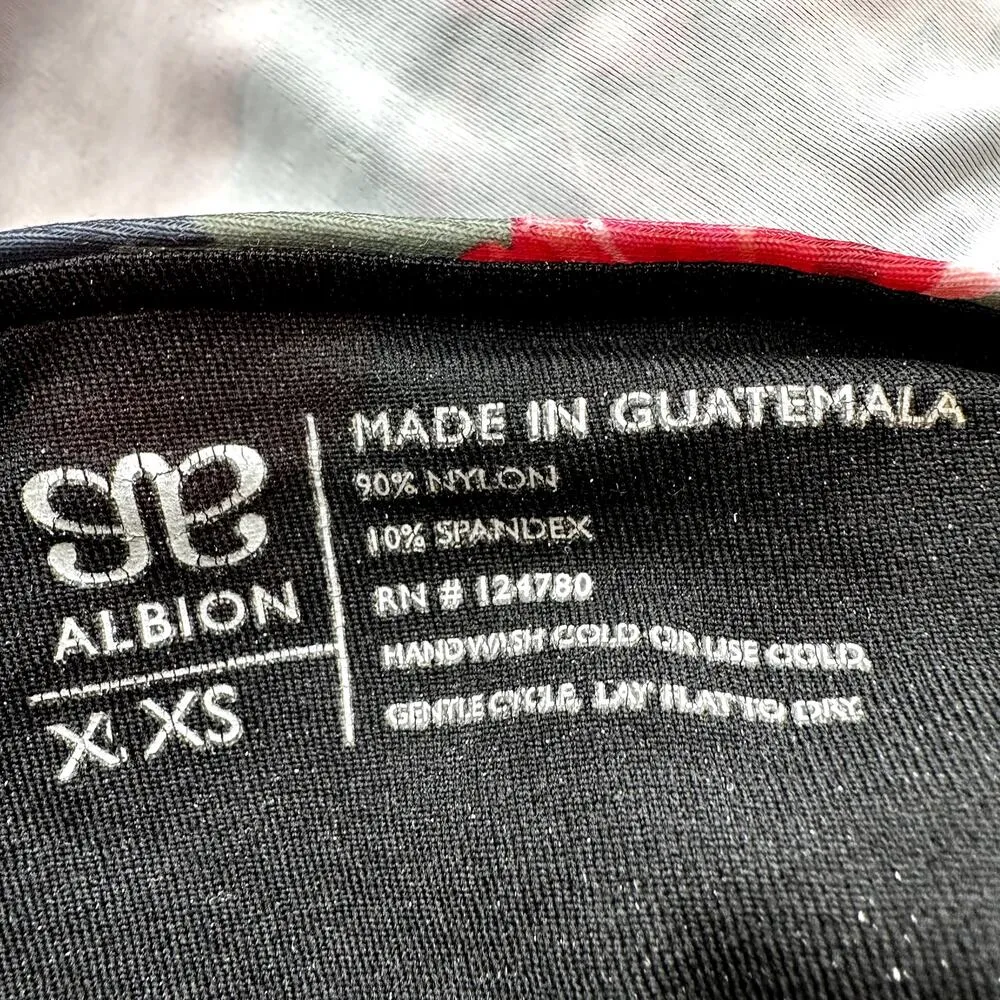 ALBION
X. XS
MADE IN GUATEMALA
90% NYLON
10% SPANDEX
RN # 124780
HANDWASH COLD OR USE COLD,
GENTLE CYCLE. LAY FLAT TO DRY.